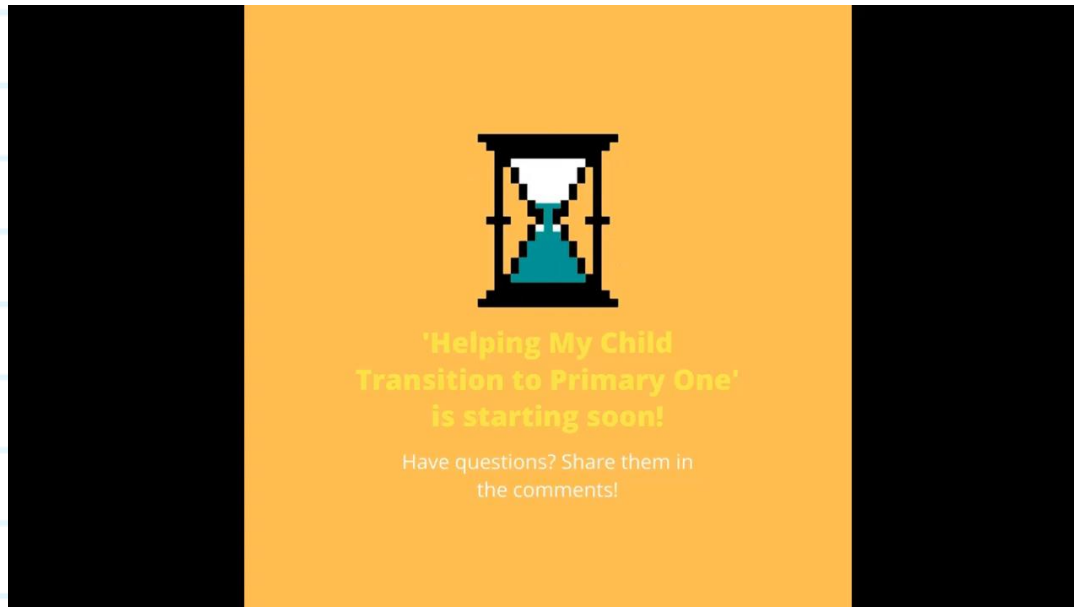 'Helping My Child
Transition to Primary One'
is starting soon!
Have questions? Share them in
the comments!